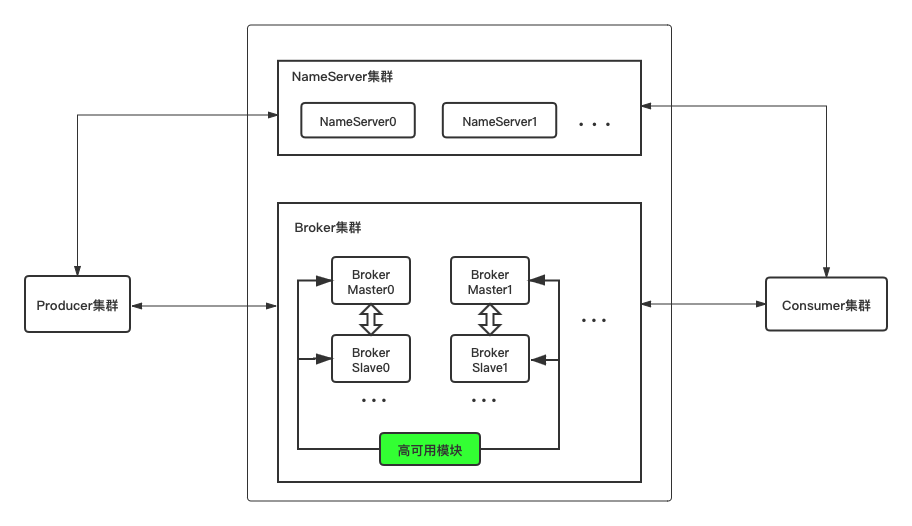 NameServer集群
NameServer0
NameServer1
...
Broker集群
Broker
Master0
Broker
Master1
Producer集群
Consumer集群
...
Broker
Slave0
Broker
Slave1
...
...
高可用模块